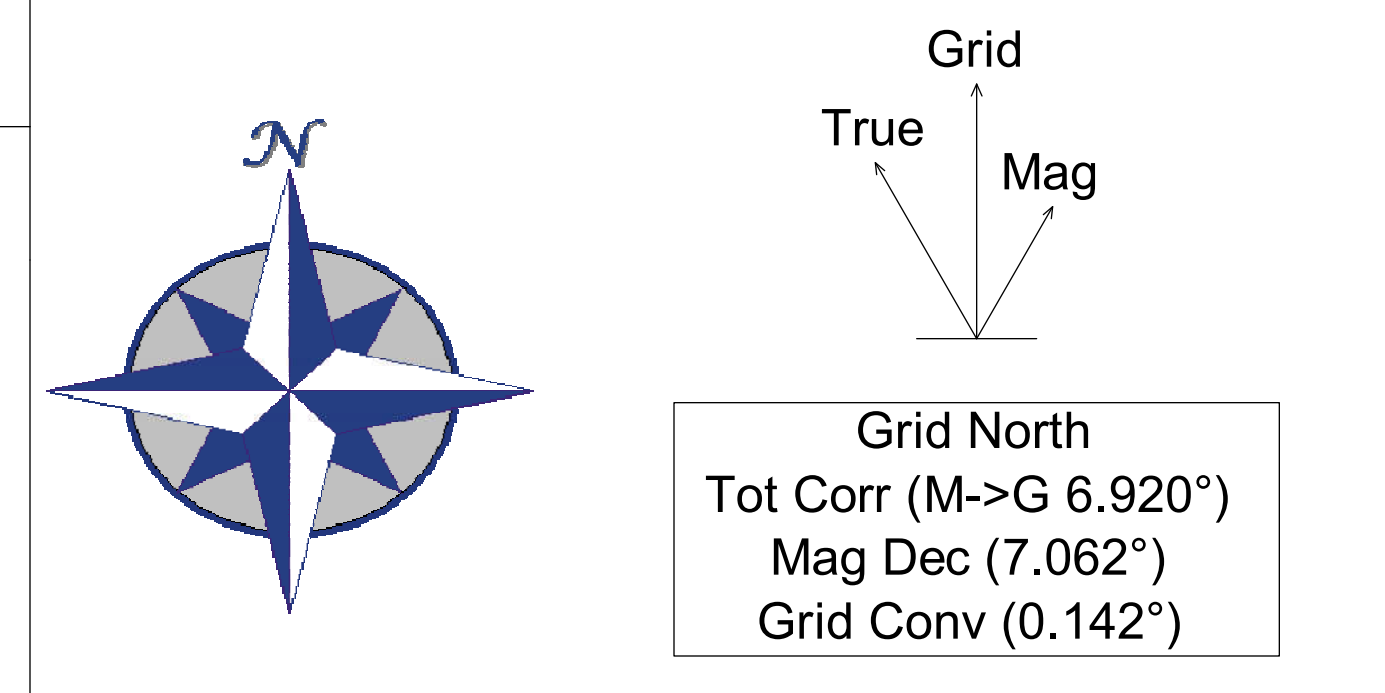 N
Grid
True
Mag
Grid North
Tot Corr (M->G 6.920°)
Mag Dec (7.062°)
Grid Conv (0.142°)